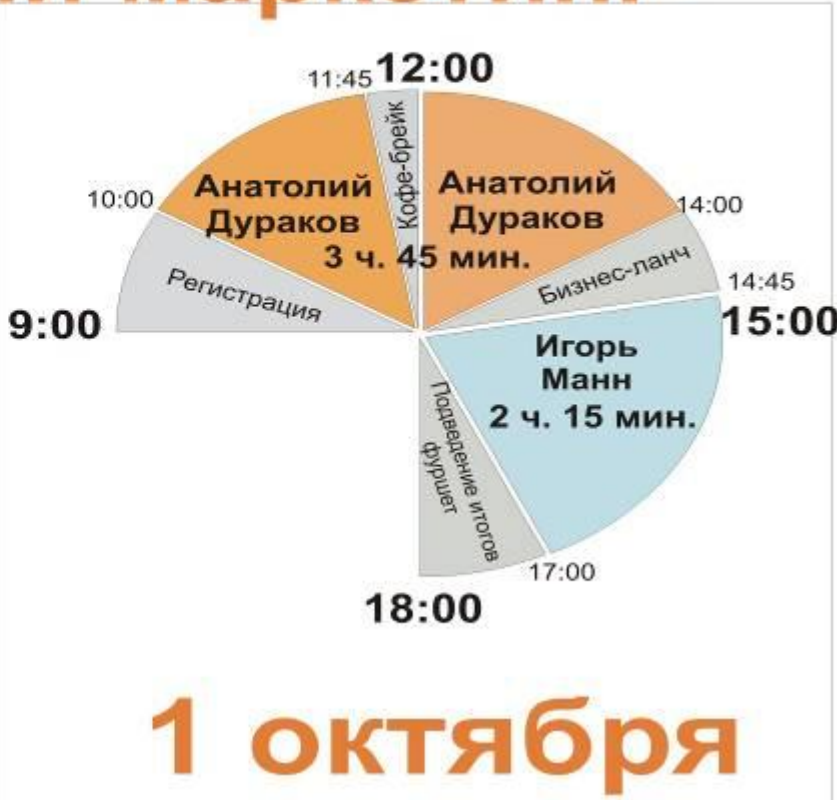 11:45
12:00
Кофе-брейк
10:00
Анатолий
Дураков
Анатолий
Дураков
3 ч. 45 мин.
14:00
Регистрация
Бизнес-ланч
14:45
9:00
15:00
Игорь
Манн
2 ч. 15 мин.
Подведение итогов
фуршет
17:00
18:00
1 октября